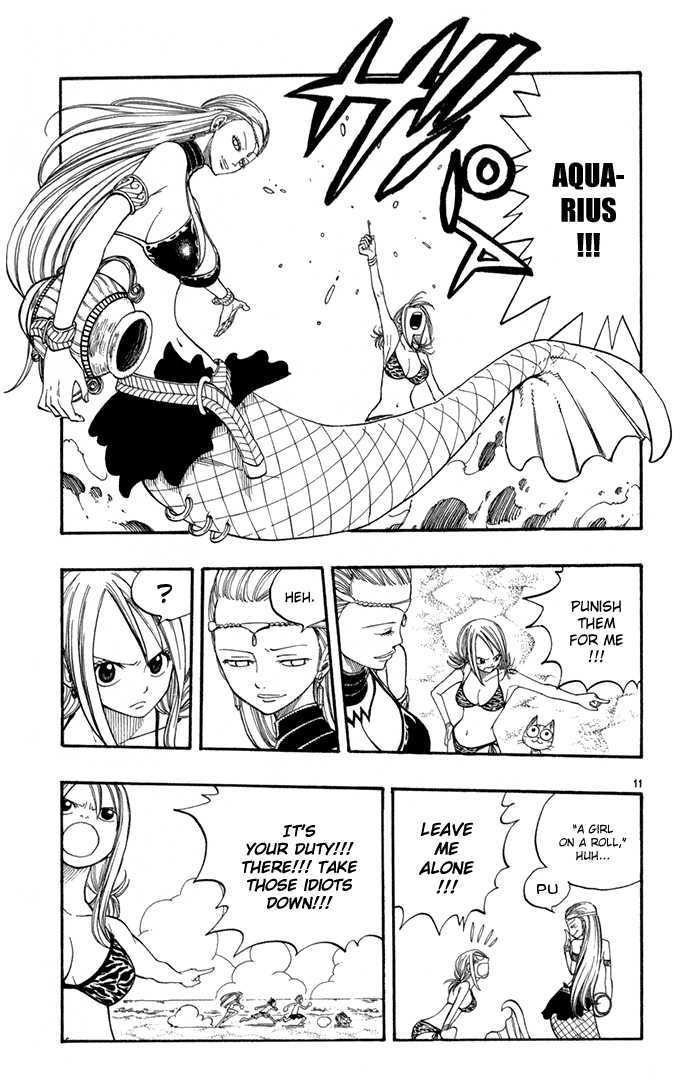 AQUA-
RIUS
!!!
PUNISH
THEM
FOR ME
!!!
HEH.
?
11
"A GIRL
ON A ROLL,"
HUH...
PU
LEAVE
ME
ALONE
!!!
IT'S
YOUR DUTY!!!
THERE!!! TAKE
THOSE IDIOTS
DOWN!!!